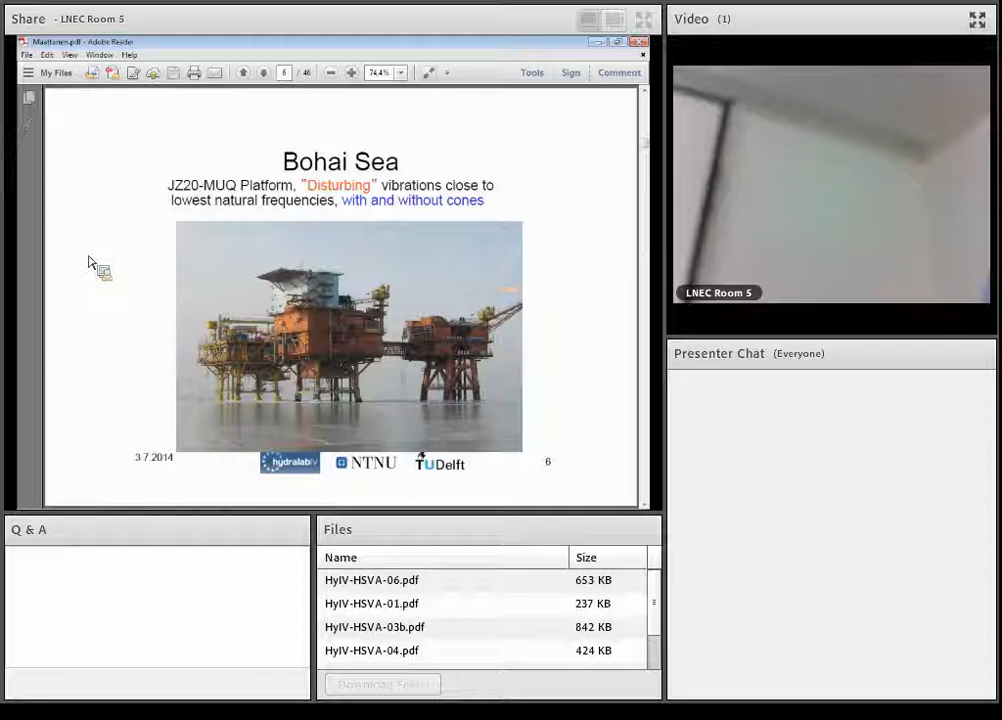 Share - LNEC Room 5
Maattanen.pdf - Adobe Reader
File Edit View Window Help
My Files 6 / 46 74,4% Tools Sign Comment
Bohai Sea
JZ20-MUQ Platform, "Disturbing" vibrations close to
lowest natural frequencies, with and without cones
3.7.2014 hydralab IV NTNU TUDelft 6
Video (1)
LNEC Room 5
Presenter Chat (Everyone)
Q & A
Files
Name Size
HyIV-HSVA-06.pdf 653 KB
HyIV-HSVA-01.pdf 237 KB
HyIV-HSVA-03b.pdf 842 KB
HyIV-HSVA-04.pdf 424 KB